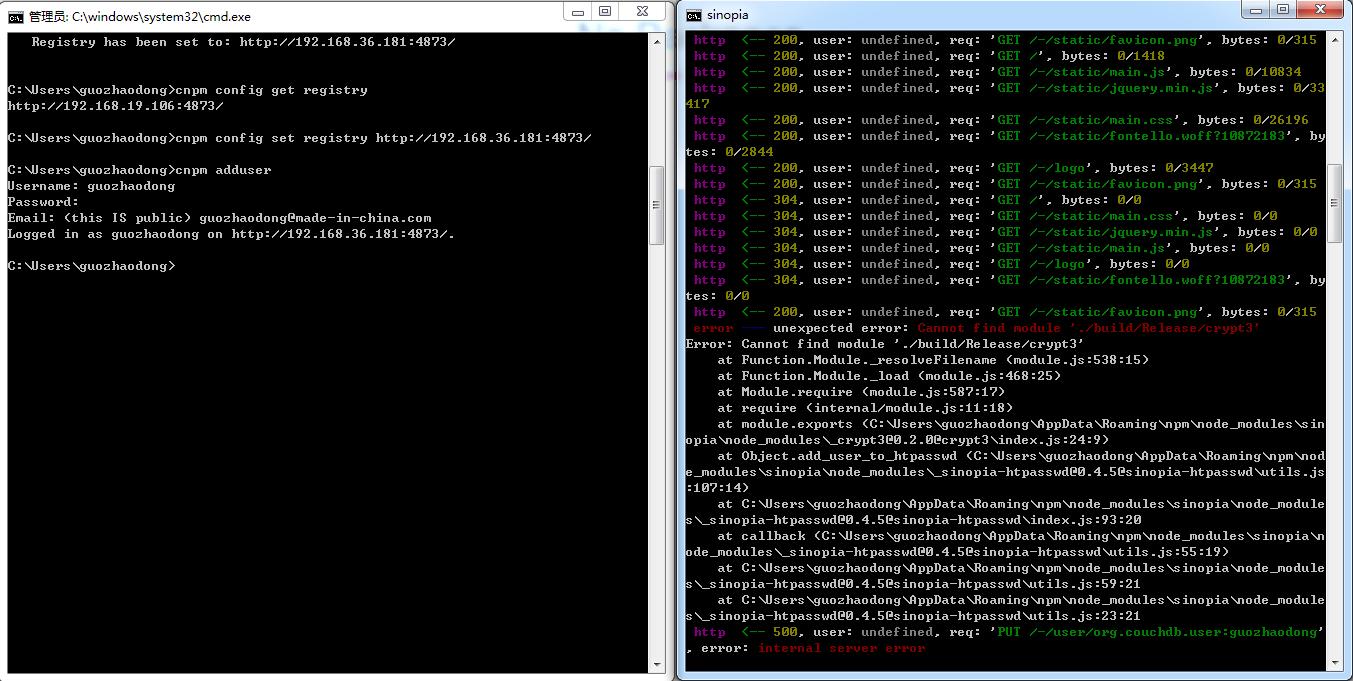 管理员: C:\windows\system32\cmd.exe
Registry has been set to: http://192.168.36.181:4873/
C:\Users\guozhaodong>cnpm config get registry
http://192.168.19.106:4873/
C:\Users\guozhaodong>cnpm config set registry http://192.168.36.181:4873/
C:\Users\guozhaodong>cnpm adduser
Username: guozhaodong
Password:
Email: (this IS public) guozhaodong@made-in-china.com
Logged in as guozhaodong on http://192.168.36.181:4873/.
C:\Users\guozhaodong>
sinopia
http  <-- 200, user: undefined, req: 'GET /-/static/favicon.png', bytes: 0/315
http  <-- 200, user: undefined, req: 'GET /', bytes: 0/1418
http  <-- 200, user: undefined, req: 'GET /-/static/main.js', bytes: 0/10834
http  <-- 200, user: undefined, req: 'GET /-/static/jquery.min.js', bytes: 0/33
417
http  <-- 200, user: undefined, req: 'GET /-/static/main.css', bytes: 0/26196
http  <-- 200, user: undefined, req: 'GET /-/static/fontello.woff?10872183', by
tes: 0/2844
http  <-- 200, user: undefined, req: 'GET /-/logo', bytes: 0/3447
http  <-- 200, user: undefined, req: 'GET /-/static/favicon.png', bytes: 0/315
http  <-- 304, user: undefined, req: 'GET /', bytes: 0/0
http  <-- 304, user: undefined, req: 'GET /-/static/main.css', bytes: 0/0
http  <-- 304, user: undefined, req: 'GET /-/static/jquery.min.js', bytes: 0/0
http  <-- 304, user: undefined, req: 'GET /-/static/main.js', bytes: 0/0
http  <-- 304, user: undefined, req: 'GET /-/logo', bytes: 0/0
http  <-- 304, user: undefined, req: 'GET /-/static/fontello.woff?10872183', by
tes: 0/0
http  <-- 200, user: undefined, req: 'GET /-/static/favicon.png', bytes: 0/315
error --- unexpected error: Cannot find module './build/Release/crypt3'
Error: Cannot find module './build/Release/crypt3'
at Function.Module._resolveFilename (module.js:538:15)
at Function.Module._load (module.js:468:25)
at Module.require (module.js:587:17)
at require (internal/module.js:11:18)
at module.exports (C:\Users\guozhaodong\AppData\Roaming\npm\node_modules\sin
opia\node_modules\_crypt3@0.2.0@crypt3\index.js:24:9)
at Object.add_user_to_htpasswd (C:\Users\guozhaodong\AppData\Roaming\npm\nod
e_modules\sinopia\node_modules\_sinopia-htpasswd@0.4.5@sinopia-htpasswd\utils.js
:107:14)
at C:\Users\guozhaodong\AppData\Roaming\npm\node_modules\sinopia\node_module
s\_sinopia-htpasswd@0.4.5@sinopia-htpasswd\index.js:93:20
at callback (C:\Users\guozhaodong\AppData\Roaming\npm\node_modules\sinopia\n
ode_modules\_sinopia-htpasswd@0.4.5@sinopia-htpasswd\utils.js:55:19)
at C:\Users\guozhaodong\AppData\Roaming\npm\node_modules\sinopia\node_module
s\_sinopia-htpasswd@0.4.5@sinopia-htpasswd\utils.js:59:21
at C:\Users\guozhaodong\AppData\Roaming\npm\node_modules\sinopia\node_module
s\_sinopia-htpasswd@0.4.5@sinopia-htpasswd\utils.js:23:21
http  <-- 500, user: undefined, req: 'PUT /-/user/org.couchdb.user:guozhaodong'
, error: internal server error